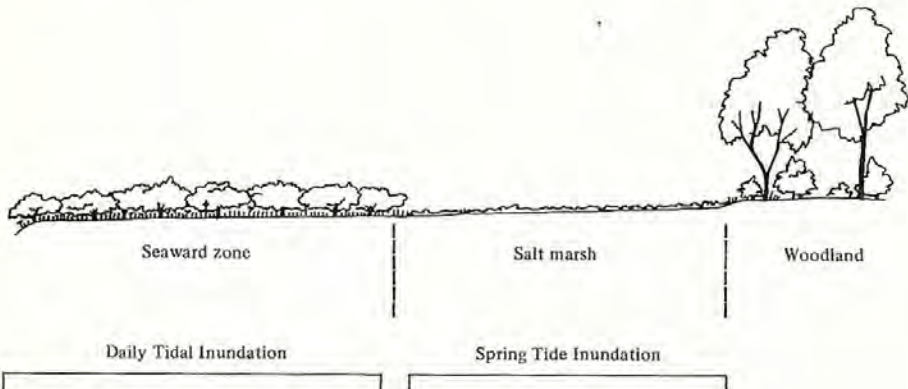 Seaward zone
Salt marsh
Woodland
Daily Tidal Inundation
Spring Tide Inundation